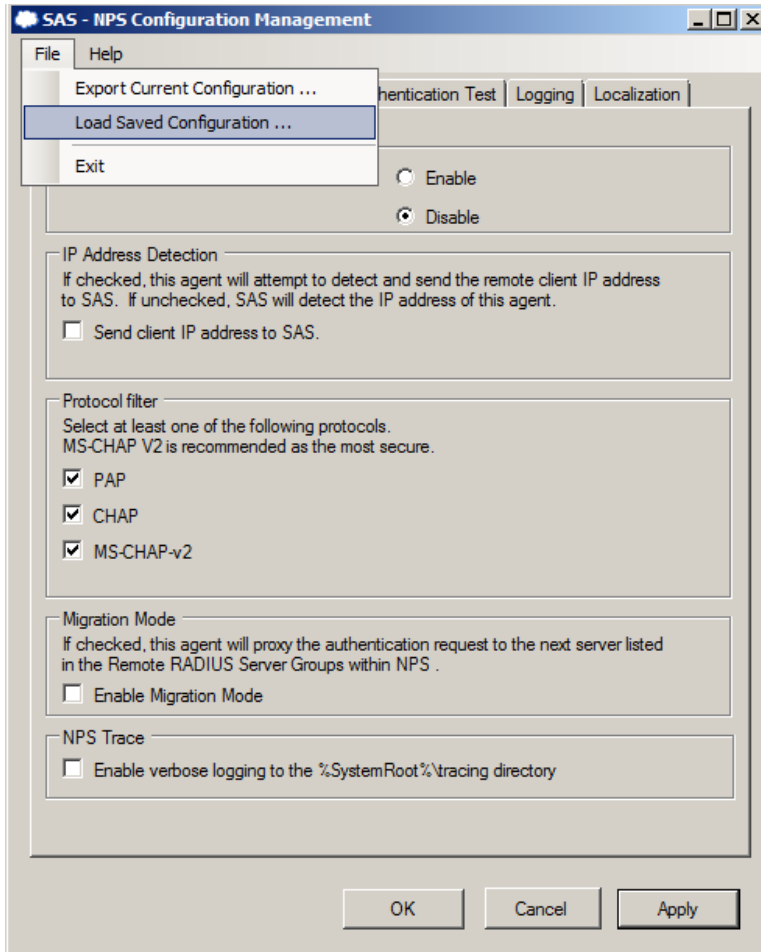 SAS - NPS Configuration Management
File Help
Export Current Configuration ...
Load Saved Configuration ...
Exit
Test Logging Localization
Enable
Disable
IP Address Detection
If checked, this agent will attempt to detect and send the remote client IP address
to SAS. If unchecked, SAS will detect the IP address of this agent.
Send client IP address to SAS.
Protocol filter
Select at least one of the following protocols.
MS-CHAP V2 is recommended as the most secure.
PAP
CHAP
MS-CHAP-v2
Migration Mode
If checked, this agent will proxy the authentication request to the next server listed
in the Remote RADIUS Server Groups within NPS .
Enable Migration Mode
NPS Trace
Enable verbose logging to the %SystemRoot%\tracing directory
OK Cancel Apply